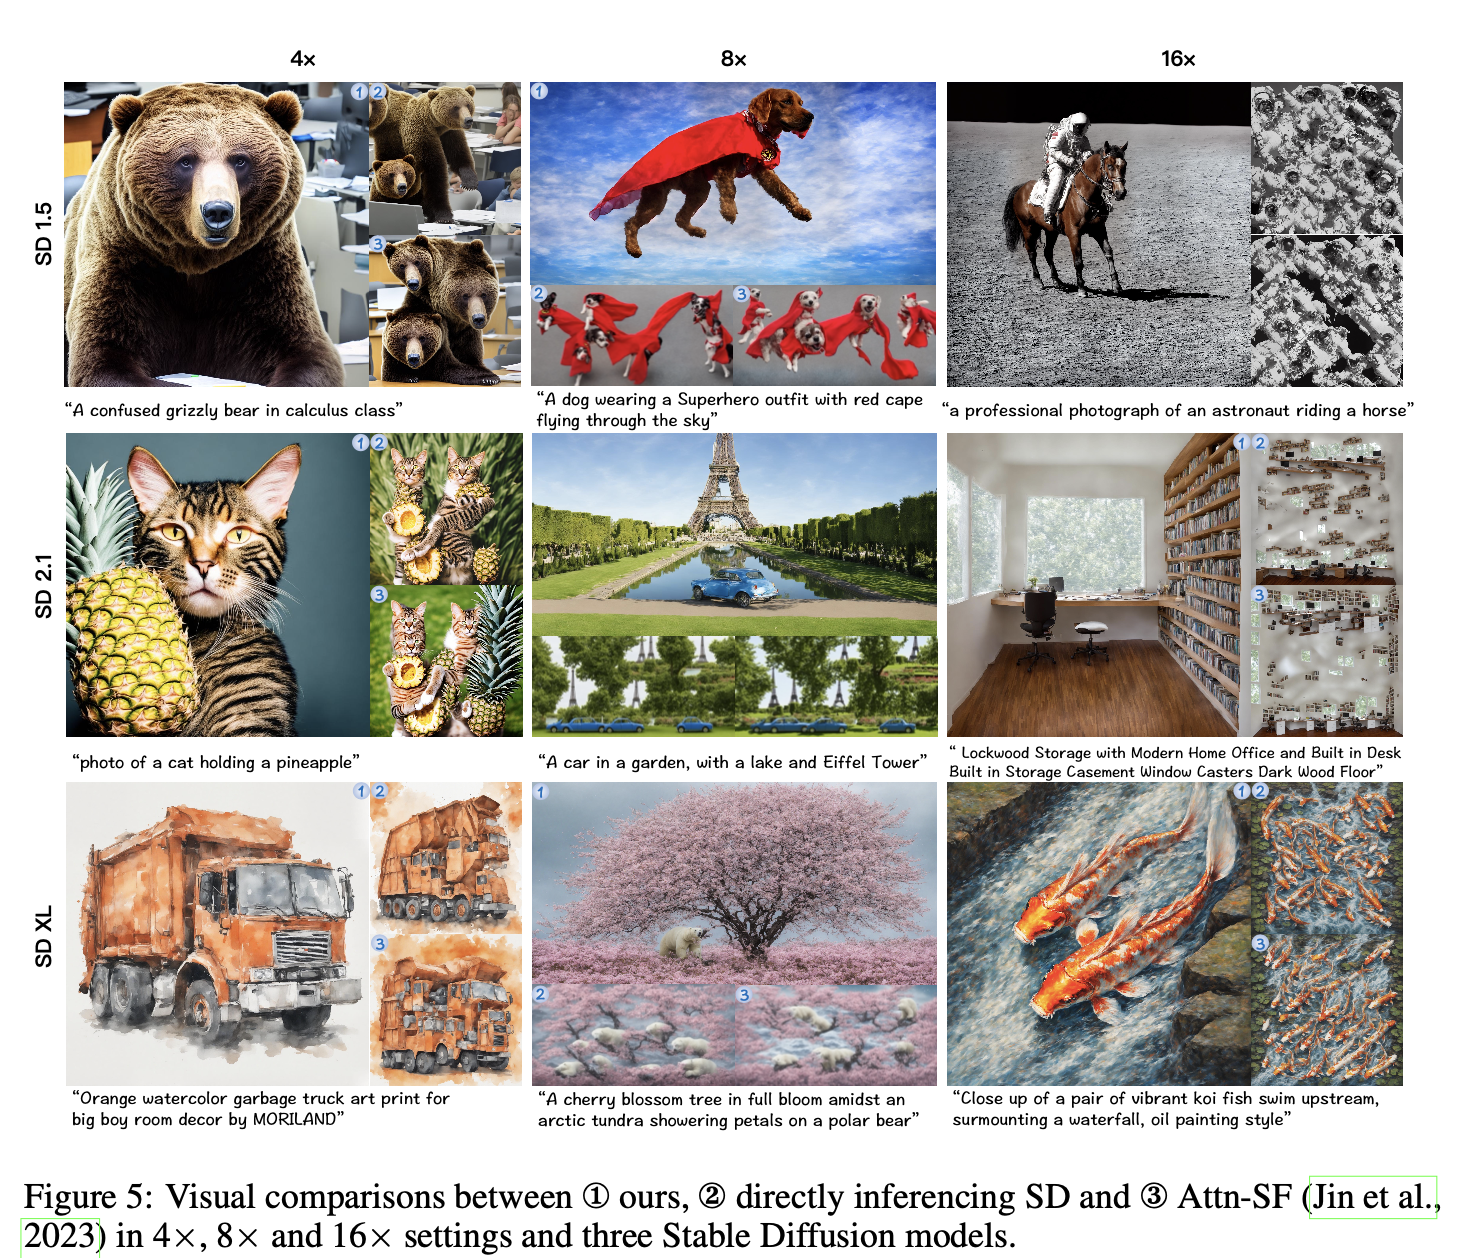 4×
8×
16×
SD 1.5
1
2
3
1
2
3
"A confused grizzly bear in calculus class"
"A dog wearing a Superhero outfit with red cape
flying through the sky"
"a professional photograph of an astronaut riding a horse"
SD 2.1
1
2
3
1
2
3
"photo of a cat holding a pineapple"
"A car in a garden, with a lake and Eiffel Tower"
" Lockwood Storage with Modern Home Office and Built in Desk
Built in Storage Casement Window Casters Dark Wood Floor"
SD XL
1
2
3
1
2
3
1
2
3
"Orange watercolor garbage truck art print for
big boy room decor by MORILAND"
"A cherry blossom tree in full bloom amidst an
arctic tundra showering petals on a polar bear"
"Close up of a pair of vibrant koi fish swim upstream,
surmounting a waterfall, oil painting style"
Figure 5: Visual comparisons between ① ours, ② directly inferencing SD and ③ Attn-SF (Jin et al.,
2023) in 4×, 8× and 16× settings and three Stable Diffusion models.